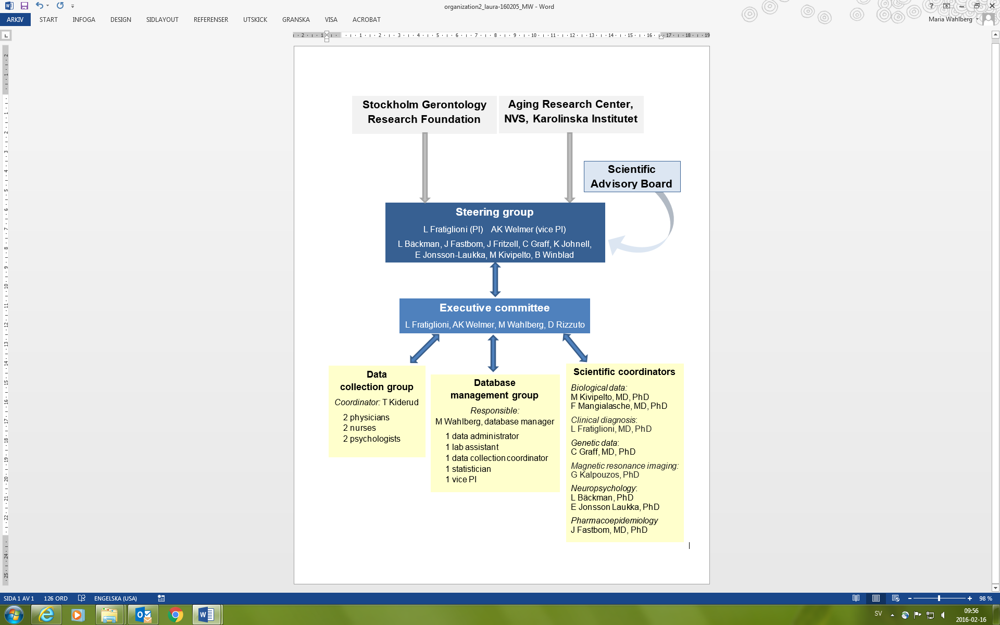 organization2_laura-160205_MW - Word
ARKIV START INFOGA DESIGN SIDLAYOUT REFERENSER UTSKICK GRANSKA VISA ACROBAT
Maria Wahlberg
Stockholm Gerontology
Research Foundation
Aging Research Center,
NVS, Karolinska Institutet
Scientific
Advisory Board
Steering group
L Fratiglioni (PI) AK Welmer (vice PI)
L Bäckman, J Fastbom, J Fritzell, C Graff, K Johnell,
E Jonsson-Laukka, M Kivipelto, B Winblad
Executive committee
L Fratiglioni, AK Welmer, M Wahlberg, D Rizzuto
Data
collection group
Coordinator: T Kiderud
2 physicians
2 nurses
2 psychologists
Database
management group
Responsible:
M Wahlberg, database manager
1 data administrator
1 lab assistant
1 data collection coordinator
1 statistician
1 vice PI
Scientific coordinators
Biological data:
M Kivipelto, MD, PhD
F Mangialasche, MD, PhD
Clinical diagnosis:
L Fratiglioni, MD, PhD
Genetic data:
C Graff, MD, PhD
Magnetic resonance imaging:
G Kalpouzos, PhD
Neuropsychology:
L Bäckman, PhD
E Jonsson Laukka, PhD
Pharmacoepidemiology
J Fastbom, MD, PhD
SIDA 1 AV 1 126 ORD ENGELSKA (USA)
98 %
SV
09:56
2016-02-16